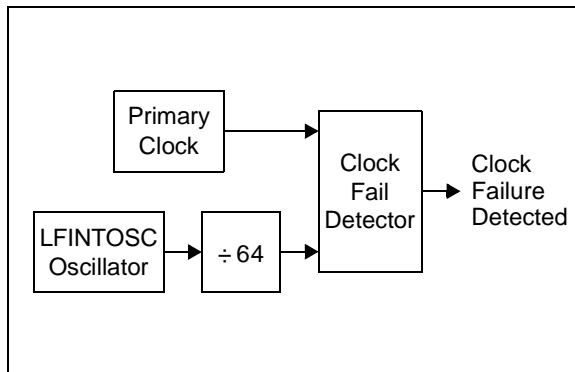 Primary
Clock
Clock
Fail
Detector
Clock
Failure
Detected
LFINTOSC
Oscillator
÷ 64